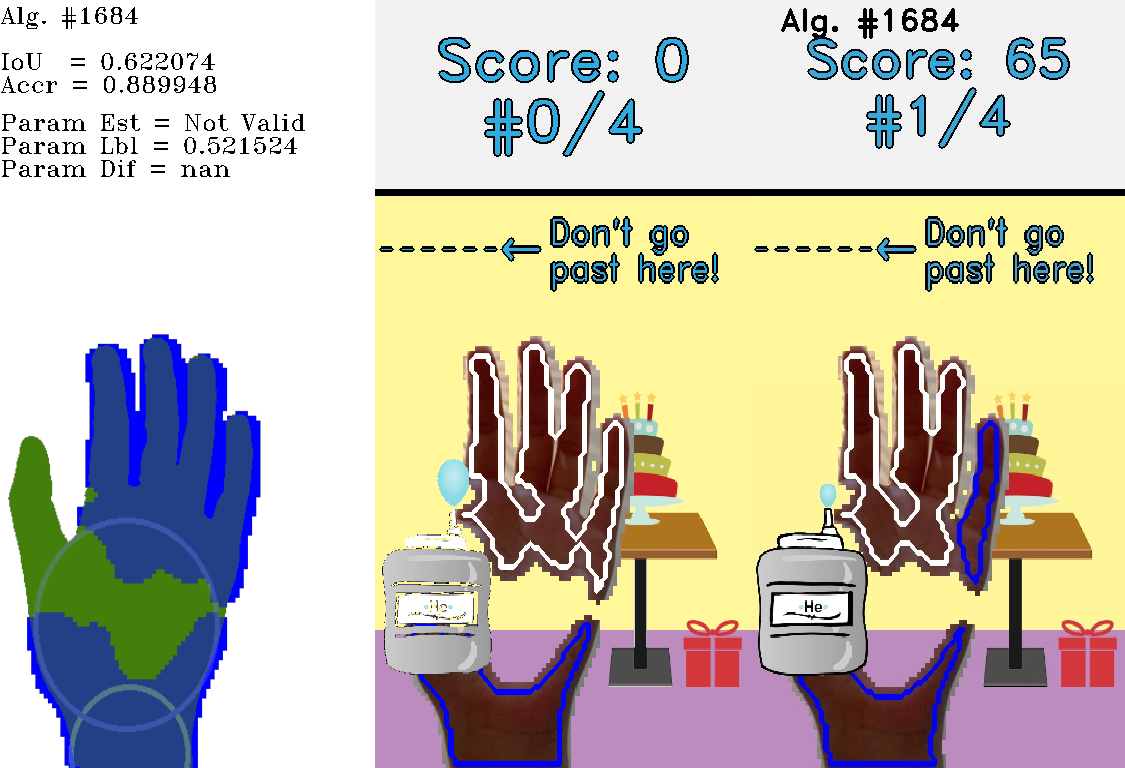 Alg. #1684
IoU = 0.622074
Accr = 0.889948
Param Est = Not Valid
Param Lbl = 0.521524
Param Dif = nan
Score: 0
#0/4
Don't go
past here!
He
Alg. #1684
Score: 65
#1/4
Don't go
past here!
He